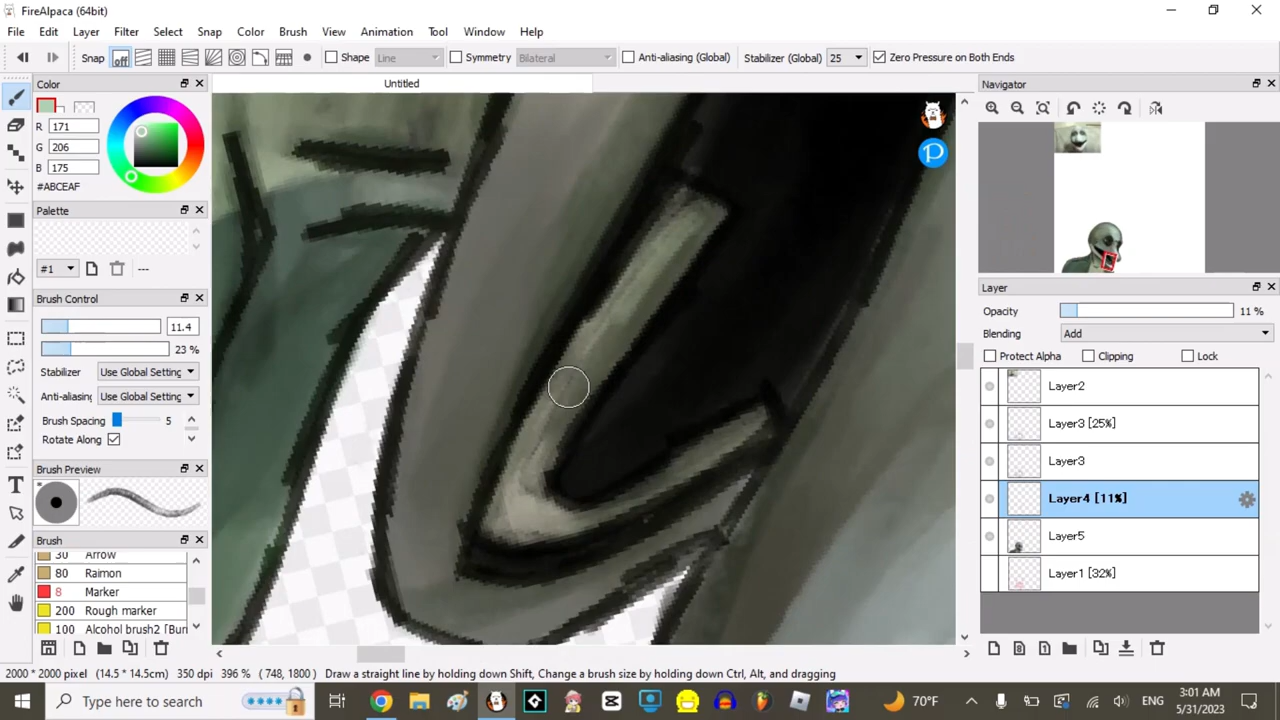 FireAlpaca (64bit)
File Edit Layer Filter Select Snap Color Brush View Animation Tool Window Help
Snap off Shape Line Symmetry Bilateral Anti-aliasing (Global) Stabilizer (Global) 25 Zero Pressure on Both Ends
Color
R 171
G 206
B 175
#ABCEAF
Palette
#1 ---
Brush Control
11.4
23 %
Stabilizer Use Global Setting
Anti-aliasing Use Global Setting
Brush Spacing 5
Rotate Along
Brush Preview
Brush
30 Arrow
80 Raimon
8 Marker
200 Rough marker
100 Alcohol brush2 [Bur
Untitled
Navigator
Layer
Opacity 11 %
Blending Add
Protect Alpha Clipping Lock
Layer2
Layer3 [25%]
Layer3
Layer4 [11%]
Layer5
Layer1 [32%]
2000 * 2000 pixel (14.5 * 14.5cm) 350 dpi 396 % (748, 1800) Draw a straight line by holding down Shift, Change a brush size by holding down Ctrl, Alt, and dragging
Type here to search
70°F ENG 3:01 AM
5/31/2023